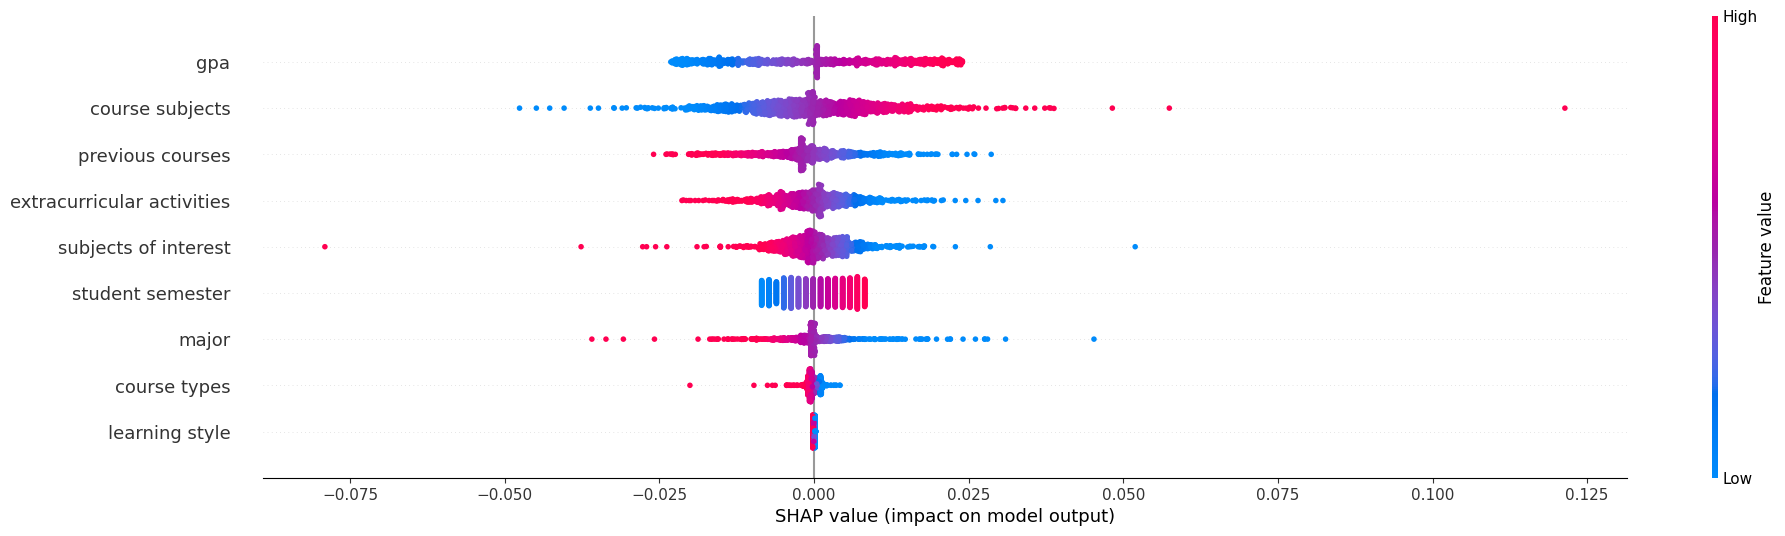 High
gpa
course subjects
previous courses
extracurricular activities
subjects of interest
student semester
major
course types
learning style
Feature value
Low
−0.075 −0.050 −0.025 0.000 0.025 0.050 0.075 0.100 0.125
SHAP value (impact on model output)